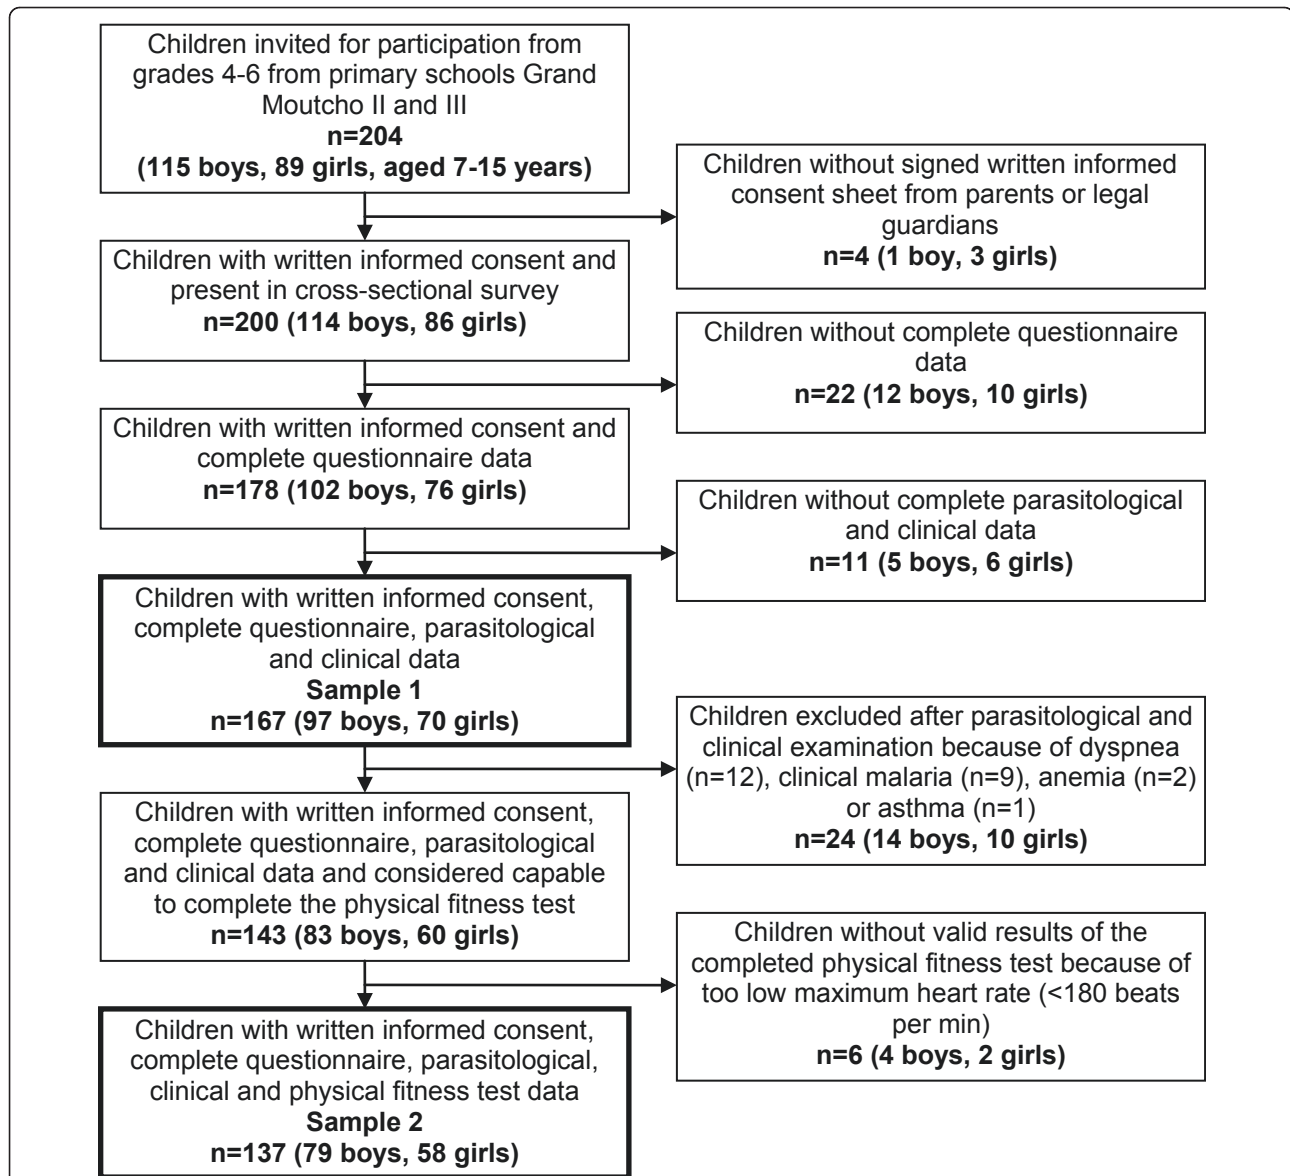 Children invited for participation from
grades 4-6 from primary schools Grand
Moutcho II and III
n=204
(115 boys, 89 girls, aged 7-15 years)
Children without signed written informed
consent sheet from parents or legal
guardians
n=4 (1 boy, 3 girls)
Children with written informed consent and
present in cross-sectional survey
n=200 (114 boys, 86 girls)
Children without complete questionnaire
data
n=22 (12 boys, 10 girls)
Children with written informed consent and
complete questionnaire data
n=178 (102 boys, 76 girls)
Children without complete parasitological
and clinical data
n=11 (5 boys, 6 girls)
Children with written informed consent,
complete questionnaire, parasitological
and clinical data
Sample 1
n=167 (97 boys, 70 girls)
Children excluded after parasitological and
clinical examination because of dyspnea
(n=12), clinical malaria (n=9), anemia (n=2)
or asthma (n=1)
n=24 (14 boys, 10 girls)
Children with written informed consent,
complete questionnaire, parasitological
and clinical data and considered capable
to complete the physical fitness test
n=143 (83 boys, 60 girls)
Children without valid results of the
completed physical fitness test because of
too low maximum heart rate (<180 beats
per min)
n=6 (4 boys, 2 girls)
Children with written informed consent,
complete questionnaire, parasitological,
clinical and physical fitness test data
Sample 2
n=137 (79 boys, 58 girls)